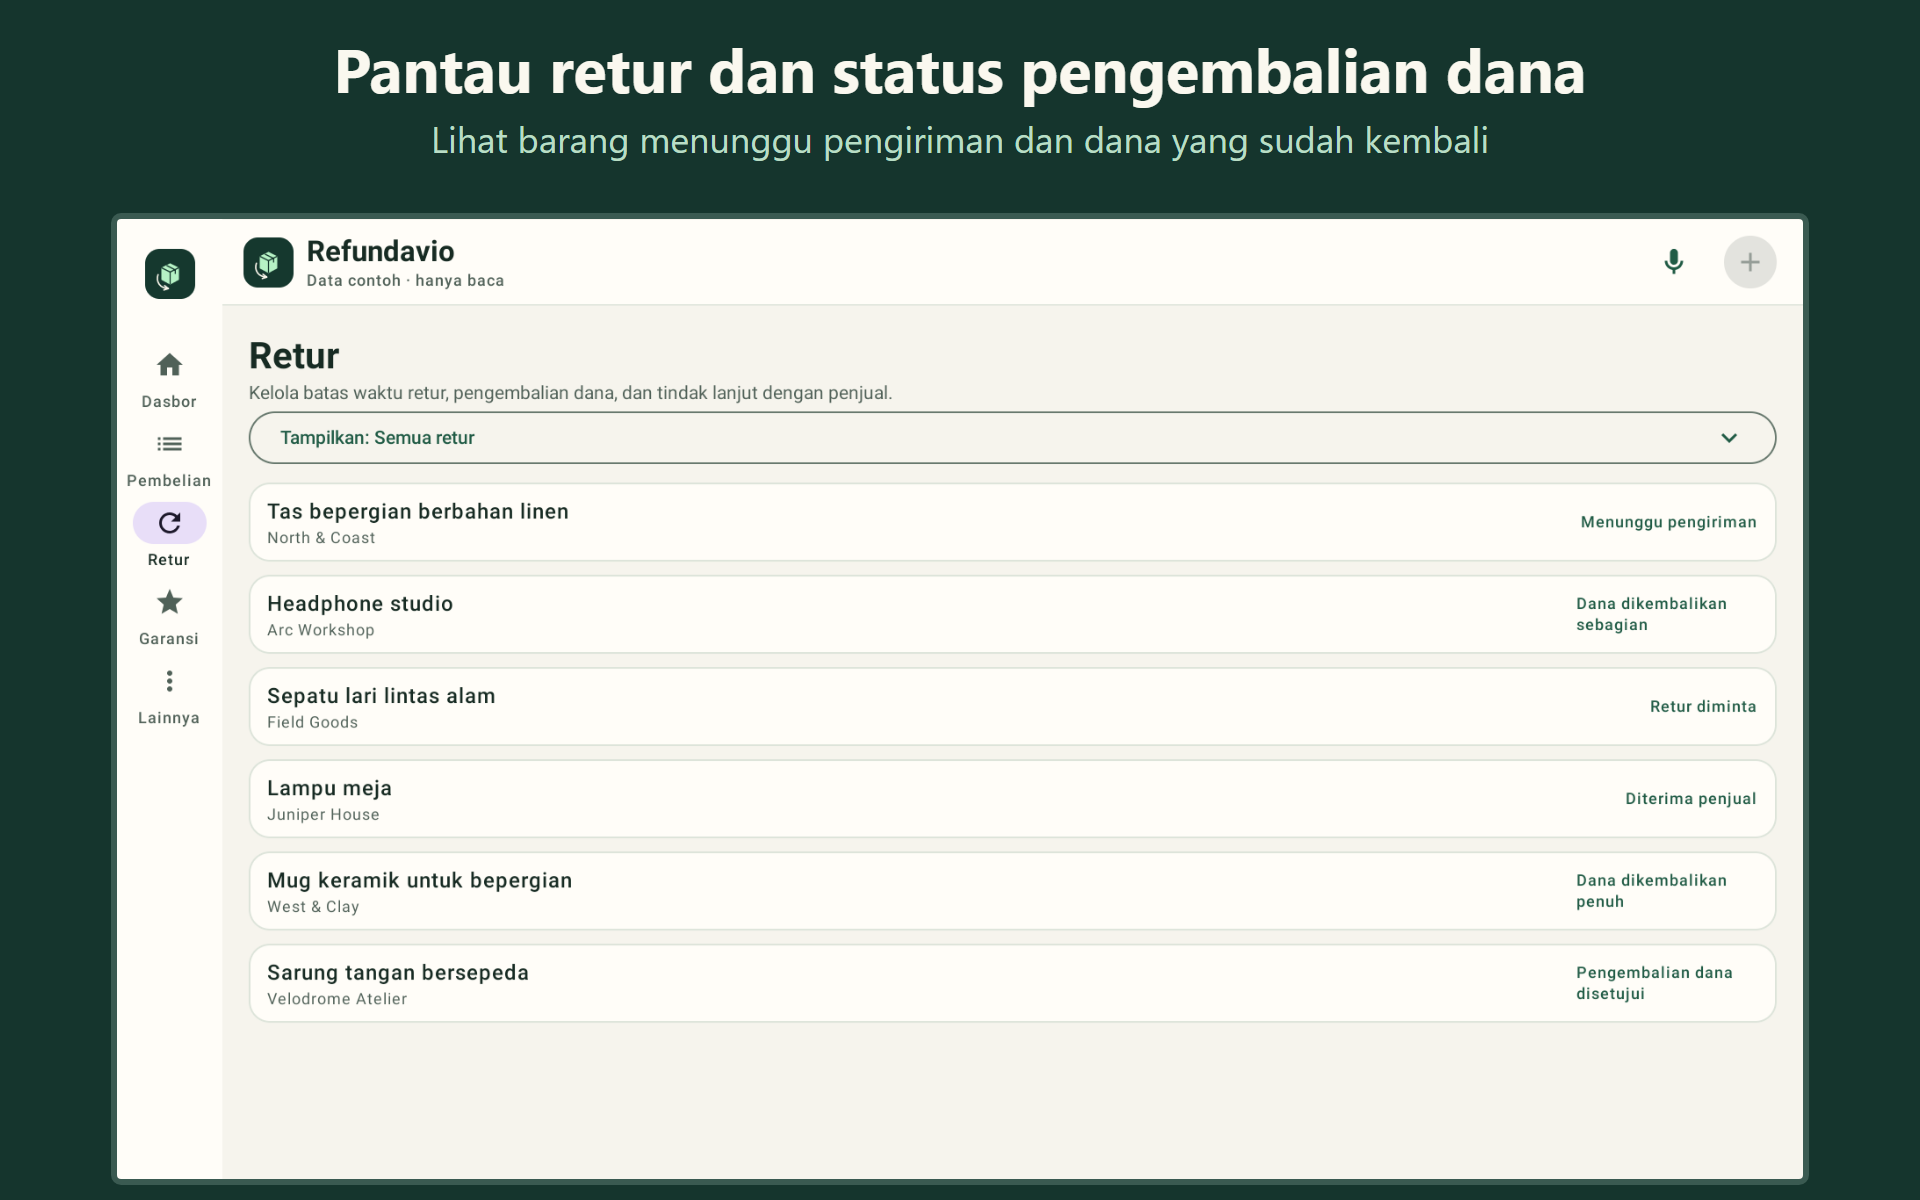 Pantau retur dan status pengembalian dana
Lihat barang menunggu pengiriman dan dana yang sudah kembali
Refundavio
Data contoh · hanya baca
Dasbor
Pembelian
Retur
Garansi
Lainnya
Retur
Kelola batas waktu retur, pengembalian dana, dan tindak lanjut dengan penjual.
Tampilkan: Semua retur
Tas bepergian berbahan linen
North & Coast
Menunggu pengiriman
Headphone studio
Arc Workshop
Dana dikembalikan
sebagian
Sepatu lari lintas alam
Field Goods
Retur diminta
Lampu meja
Juniper House
Diterima penjual
Mug keramik untuk bepergian
West & Clay
Dana dikembalikan
penuh
Sarung tangan bersepeda
Velodrome Atelier
Pengembalian dana
disetujui